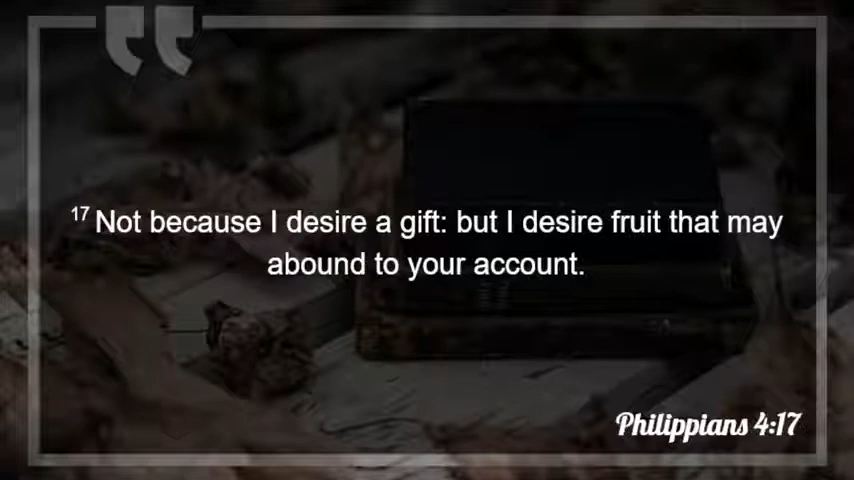 17 Not because I desire a gift: but I desire fruit that may
abound to your account.
Philippians 4:17